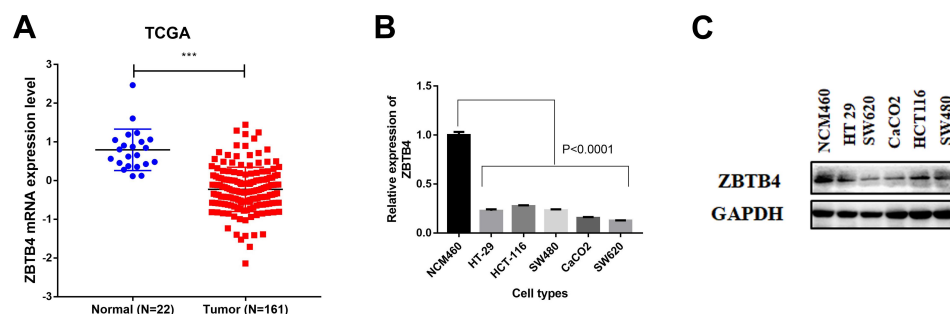 A
TCGA
***
ZBTB4 mRNA expression level
3
2
1
0
-1
-2
-3
Normal (N=22)
Tumor (N=161)
B
Relative expression of
ZBTB4
1.5
1.0
0.5
0.0
P<0.0001
NCM460
HT-29
HCT-116
SW480
CaCO2
SW620
Cell types
C
NCM460
HT 29
SW620
CaCO2
HCT116
SW480
ZBTB4
GAPDH